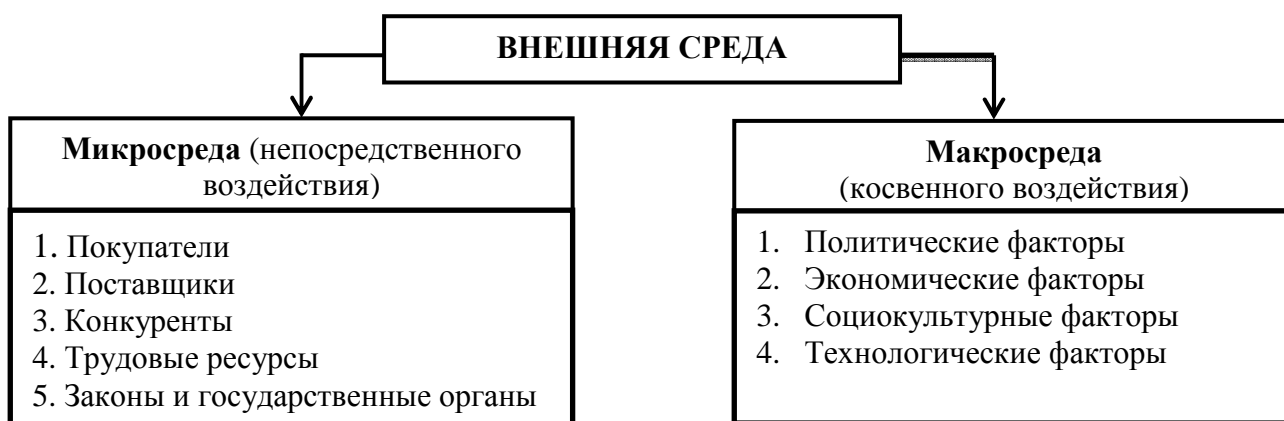 ВНЕШНЯЯ СРЕДА
Микросреда (непосредственного
воздействия)
1. Покупатели
2. Поставщики
3. Конкуренты
4. Трудовые ресурсы
5. Законы и государственные органы
Макросреда
(косвенного воздействия)
1. Политические факторы
2. Экономические факторы
3. Социокультурные факторы
4. Технологические факторы